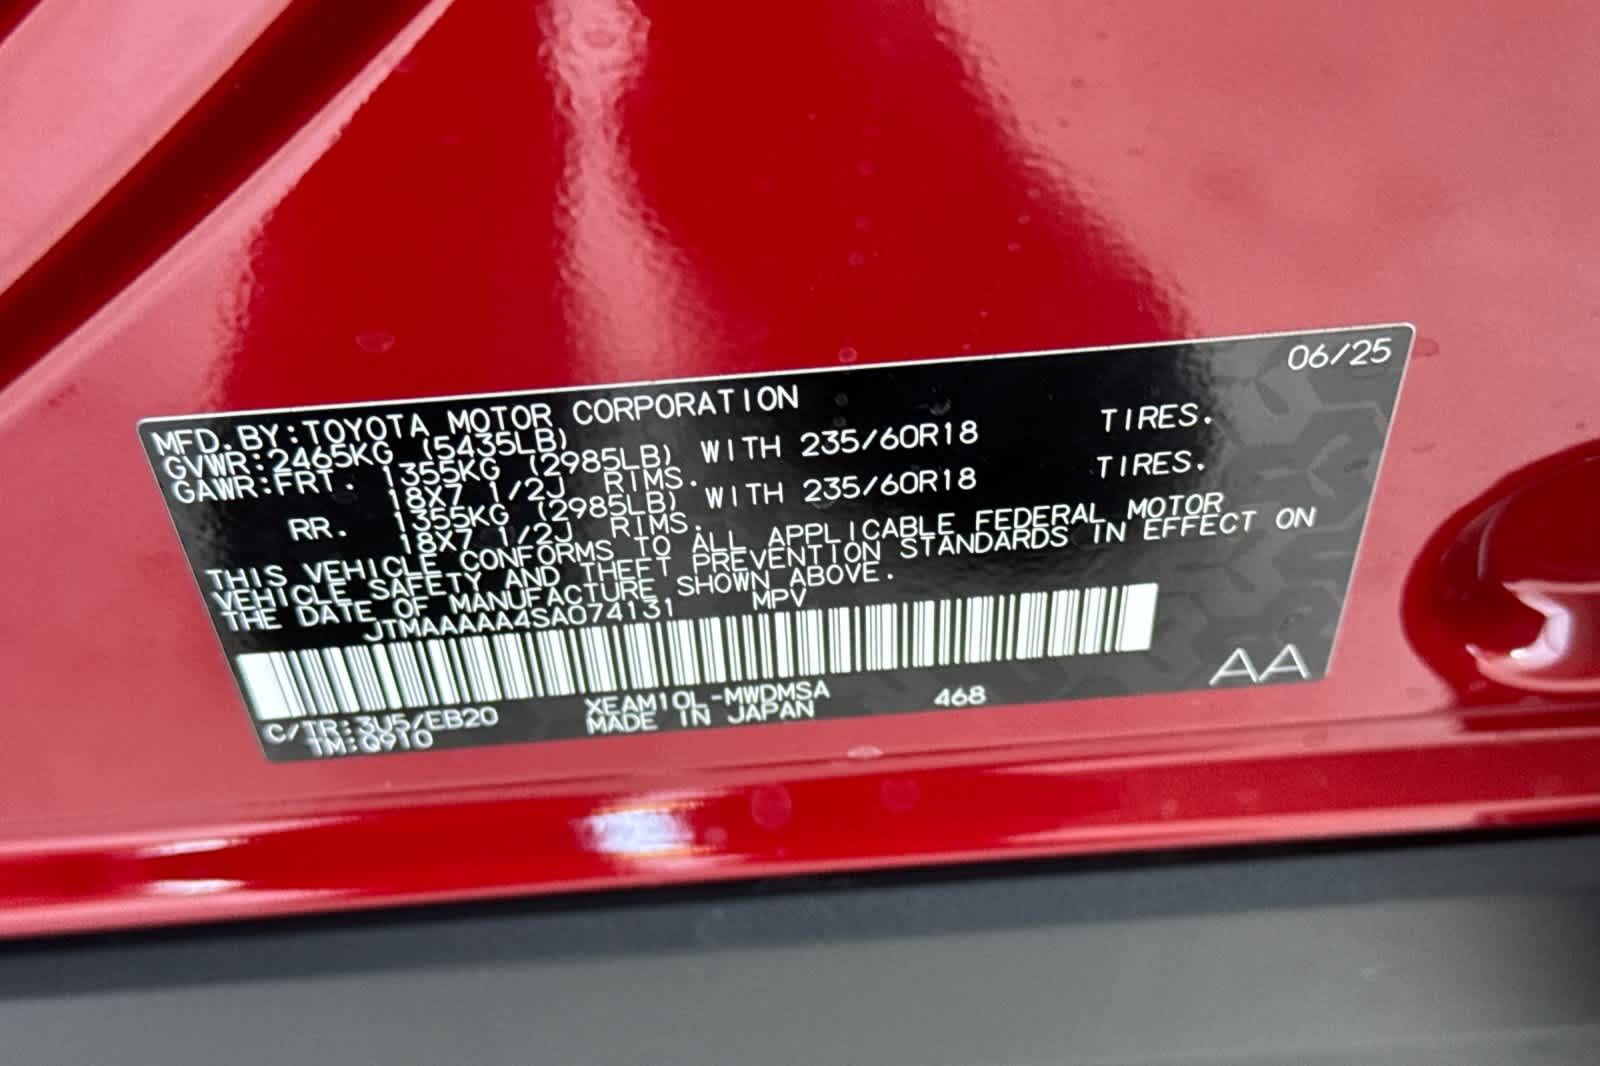 06/25
MFD.BY:TOYOTA MOTOR CORPORATION
GVWR:2465KG (5435LB)
GAWR:FRT. 1355KG (2985LB) WITH 235/60R18 TIRES.
18X7 1/2J RIMS.
RR. 1355KG (2985LB) WITH 235/60R18 TIRES.
18X7 1/2J RIMS.
THIS VEHICLE CONFORMS TO ALL APPLICABLE FEDERAL MOTOR
VEHICLE SAFETY AND THEFT PREVENTION STANDARDS IN EFFECT ON
THE DATE OF MANUFACTURE SHOWN ABOVE.
JTMAAAAA4SA074131 MPV
C/TR:3U5/EB20 XEAM10L-MWDMSA 468 AA
TM:Q910 MADE IN JAPAN